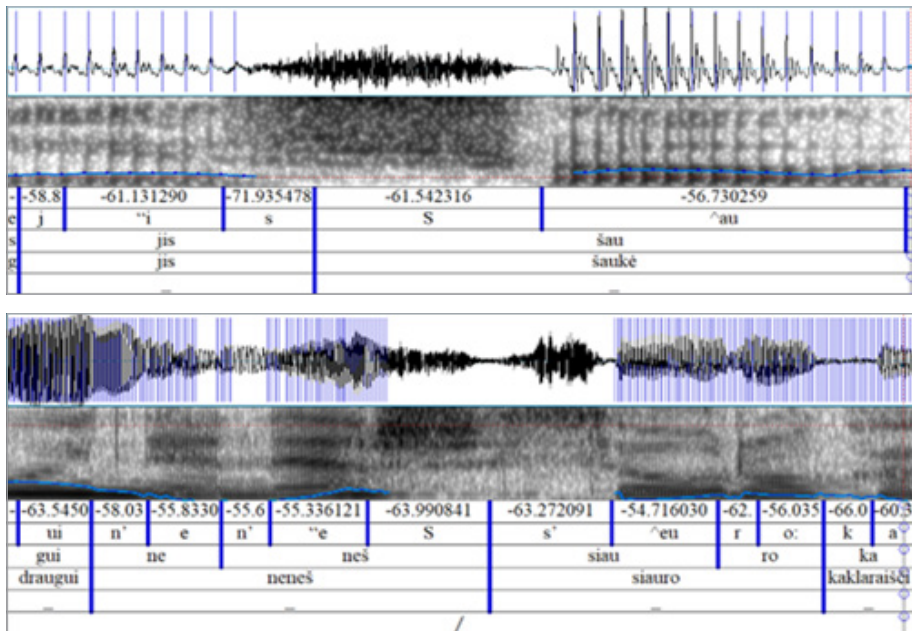 - -58.8 -61.131290 -71.935478 -61.542316 -56.730259
e j “i s S ^au
s jis šau
g jis šaukė
– –
- -63.5450 -58.03 -55.8330 -55.6 -55.336121 -63.990841 -63.272091 -54.716030 -62. -56.035 -66.0 -60.3
ui n’ e n’ “e S s’ ^eu r o: k a
gui ne neš siau ro ka
draugui neneš siauro kaklaraišči
– – – –
/